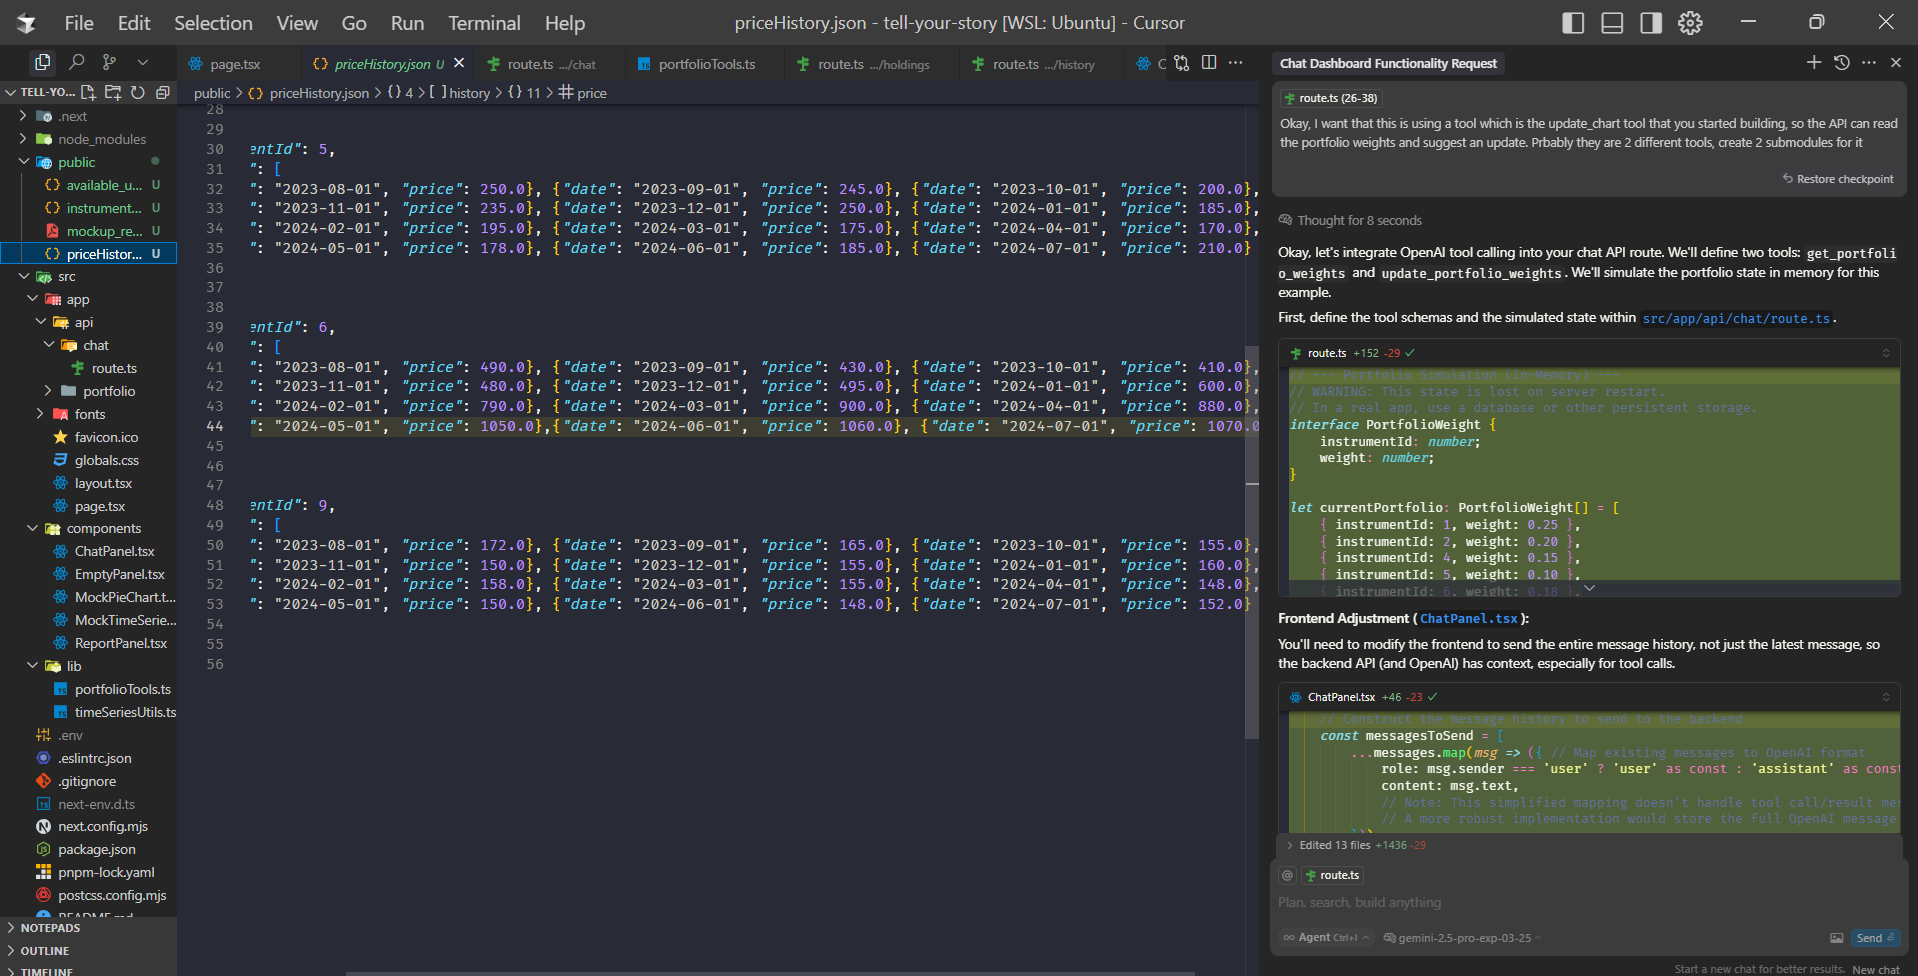 File Edit Selection View Go Run Terminal Help
priceHistory.json - tell-your-story [WSL: Ubuntu] - Cursor
TELL-YO...
.next
node_modules
public
available_u... U
instrument... U
mockup_re... U
priceHistor... U
src
app
api
chat
route.ts
portfolio
fonts
favicon.ico
globals.css
layout.tsx
page.tsx
components
ChatPanel.tsx
EmptyPanel.tsx
MockPieChart.t...
MockTimeSerie...
ReportPanel.tsx
lib
portfolioTools.ts
timeSeriesUtils.ts
.env
.eslintrc.json
.gitignore
next-env.d.ts
next.config.mjs
package.json
pnpm-lock.yaml
postcss.config.mjs
README.md
NOTEPADS
OUTLINE
TIMELINE
page.tsx priceHistory.json U route.ts .../chat portfolioTools.ts route.ts .../holdings route.ts .../history C
public > {} priceHistory.json > {} 4 > [ ] history > {} 11 > price
28
29
30 entId": 5,
31 ": [
32 ": "2023-08-01", "price": 250.0}, {"date": "2023-09-01", "price": 245.0}, {"date": "2023-10-01", "price": 200.0},
33 ": "2023-11-01", "price": 235.0}, {"date": "2023-12-01", "price": 250.0}, {"date": "2024-01-01", "price": 185.0},
34 ": "2024-02-01", "price": 195.0}, {"date": "2024-03-01", "price": 175.0}, {"date": "2024-04-01", "price": 170.0},
35 ": "2024-05-01", "price": 178.0}, {"date": "2024-06-01", "price": 185.0}, {"date": "2024-07-01", "price": 210.0}
36
37
38
39 entId": 6,
40 ": [
41 ": "2023-08-01", "price": 490.0}, {"date": "2023-09-01", "price": 430.0}, {"date": "2023-10-01", "price": 410.0},
42 ": "2023-11-01", "price": 480.0}, {"date": "2023-12-01", "price": 495.0}, {"date": "2024-01-01", "price": 600.0},
43 ": "2024-02-01", "price": 790.0}, {"date": "2024-03-01", "price": 900.0}, {"date": "2024-04-01", "price": 880.0},
44 ": "2024-05-01", "price": 1050.0},{"date": "2024-06-01", "price": 1060.0}, {"date": "2024-07-01", "price": 1070.0
45
46
47
48 entId": 9,
49 ": [
50 ": "2023-08-01", "price": 172.0}, {"date": "2023-09-01", "price": 165.0}, {"date": "2023-10-01", "price": 155.0},
51 ": "2023-11-01", "price": 150.0}, {"date": "2023-12-01", "price": 155.0}, {"date": "2024-01-01", "price": 160.0},
52 ": "2024-02-01", "price": 158.0}, {"date": "2024-03-01", "price": 155.0}, {"date": "2024-04-01", "price": 148.0},
53 ": "2024-05-01", "price": 150.0}, {"date": "2024-06-01", "price": 148.0}, {"date": "2024-07-01", "price": 152.0}
54
55
56
Chat Dashboard Functionality Request
route.ts (26-38)
Okay, I want that this is using a tool which is the update_chart tool that you started building, so the API can read
the portfolio weights and suggest an update. Prbably they are 2 different tools, create 2 submodules for it
Restore checkpoint
Thought for 8 seconds
Okay, let's integrate OpenAI tool calling into your chat API route. We'll define two tools: get_portfoli
o_weights and update_portfolio_weights. We'll simulate the portfolio state in memory for this
example.
First, define the tool schemas and the simulated state within src/app/api/chat/route.ts.
route.ts +152 -29
// --- Portfolio Simulation (In-Memory) ---
// WARNING: This state is lost on server restart.
// In a real app, use a database or other persistent storage.
interface PortfolioWeight {
instrumentId: number;
weight: number;
}
let currentPortfolio: PortfolioWeight[] = [
{ instrumentId: 1, weight: 0.25 },
{ instrumentId: 2, weight: 0.20 },
{ instrumentId: 4, weight: 0.15 },
{ instrumentId: 5, weight: 0.10 },
{ instrumentId: 6, weight: 0.18 },
Frontend Adjustment (ChatPanel.tsx):
You'll need to modify the frontend to send the entire message history, not just the latest message, so
the backend API (and OpenAI) has context, especially for tool calls.
ChatPanel.tsx +46 -23
// Construct the message history to send to the backend
const messagesToSend = [
...messages.map(msg => ({ // Map existing messages to OpenAI format
role: msg.sender === 'user' ? 'user' as const : 'assistant' as const
content: msg.text,
// Note: This simplified mapping doesn't handle tool call/result mes
// A more robust implementation would store the full OpenAI message
}))
Edited 13 files +1436 -29
@ route.ts
Plan, search, build anything
Agent Ctrl+I gemini-2.5-pro-exp-03-25 Send
Start a new chat for better results. New chat